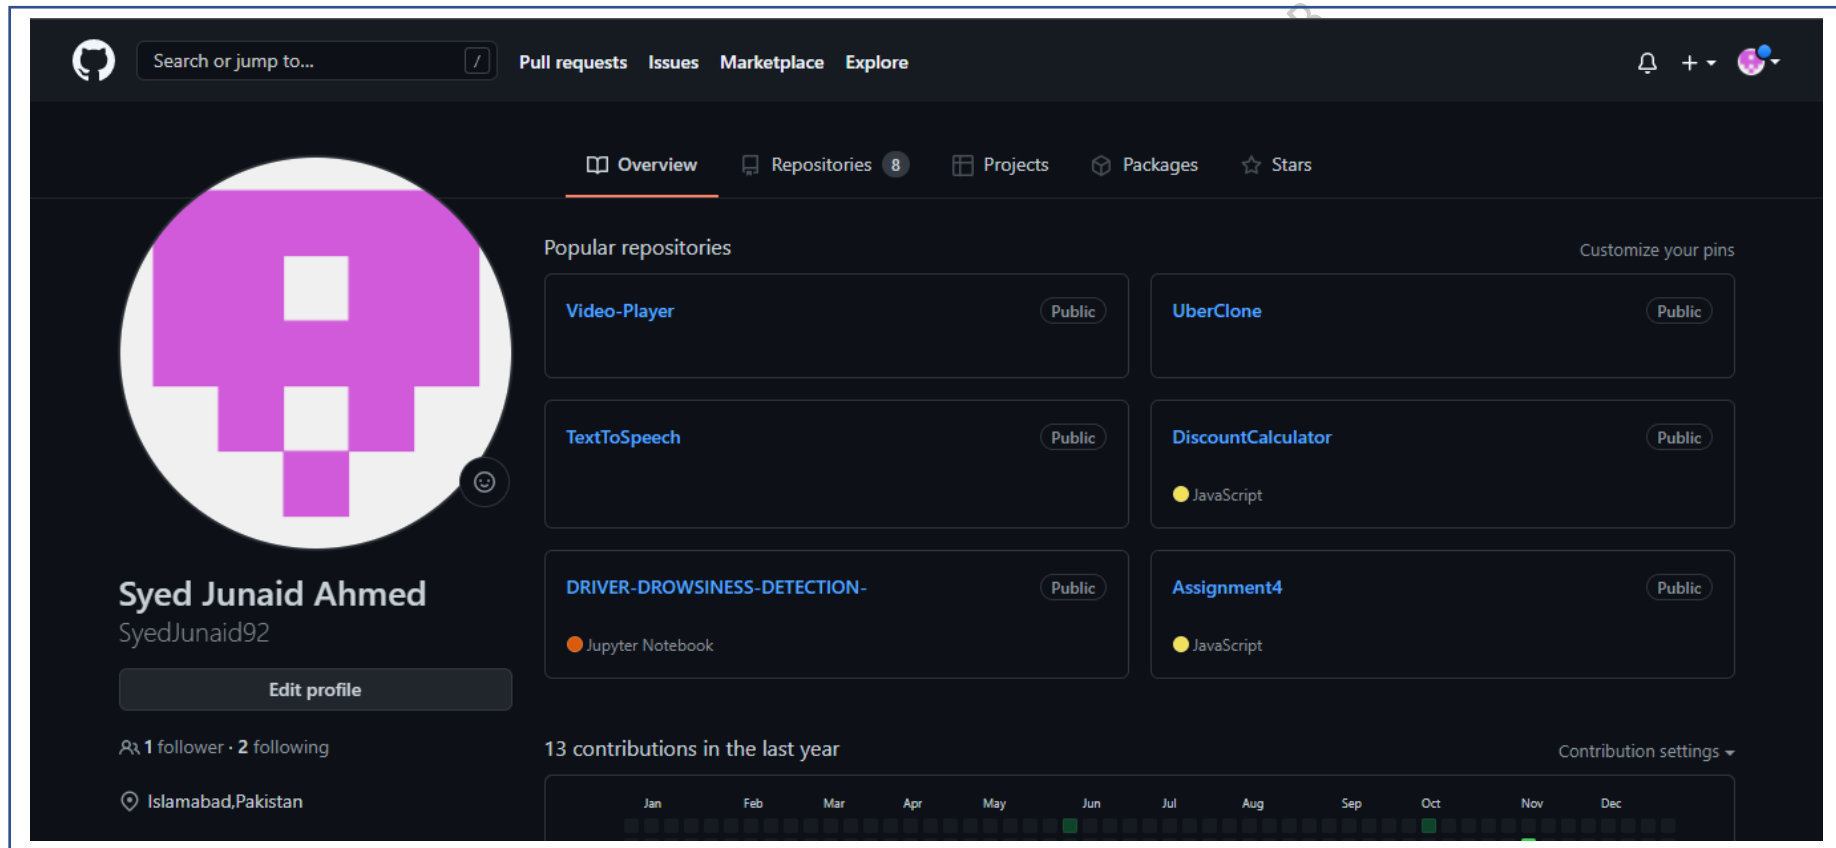 Search or jump to... /
Pull requests Issues Marketplace Explore
Overview Repositories 8 Projects Packages Stars
Popular repositories
Customize your pins
Video-Player Public
UberClone Public
TextToSpeech Public
DiscountCalculator Public
JavaScript
DRIVER-DROWSINESS-DETECTION- Public
Jupyter Notebook
Assignment4 Public
JavaScript
Syed Junaid Ahmed
SyedJunaid92
Edit profile
1 follower · 2 following
Islamabad,Pakistan
13 contributions in the last year
Contribution settings
Jan Feb Mar Apr May Jun Jul Aug Sep Oct Nov Dec